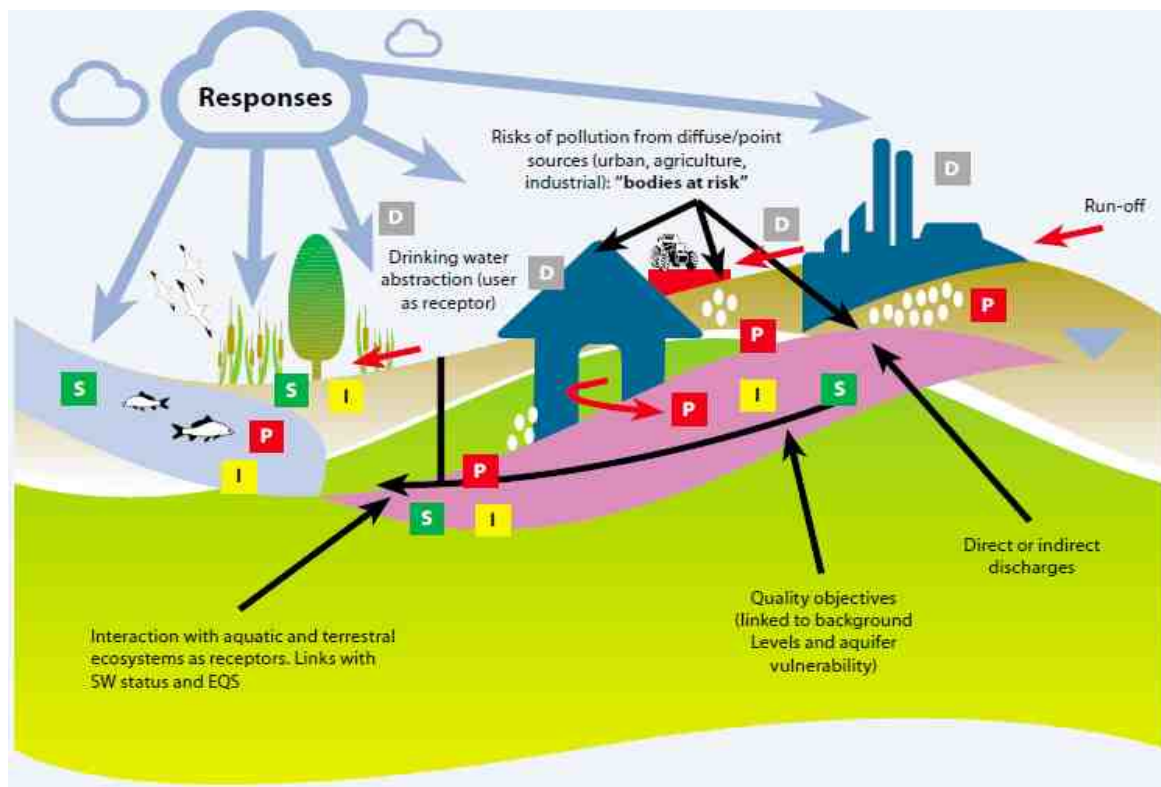 Responses
Risks of pollution from diffuse/point
sources (urban, agriculture,
industrial): "bodies at risk"
D
Run-off
D
D
Drinking water
abstraction (user
as receptor)
D
P
P
S
S
I
P
I
S
P
P
I
P
S
I
Direct or indirect
discharges
Quality objectives
(linked to background
Levels and aquifer
vulnerability)
Interaction with aquatic and terrestral
ecosystems as receptors. Links with
SW status and EQS